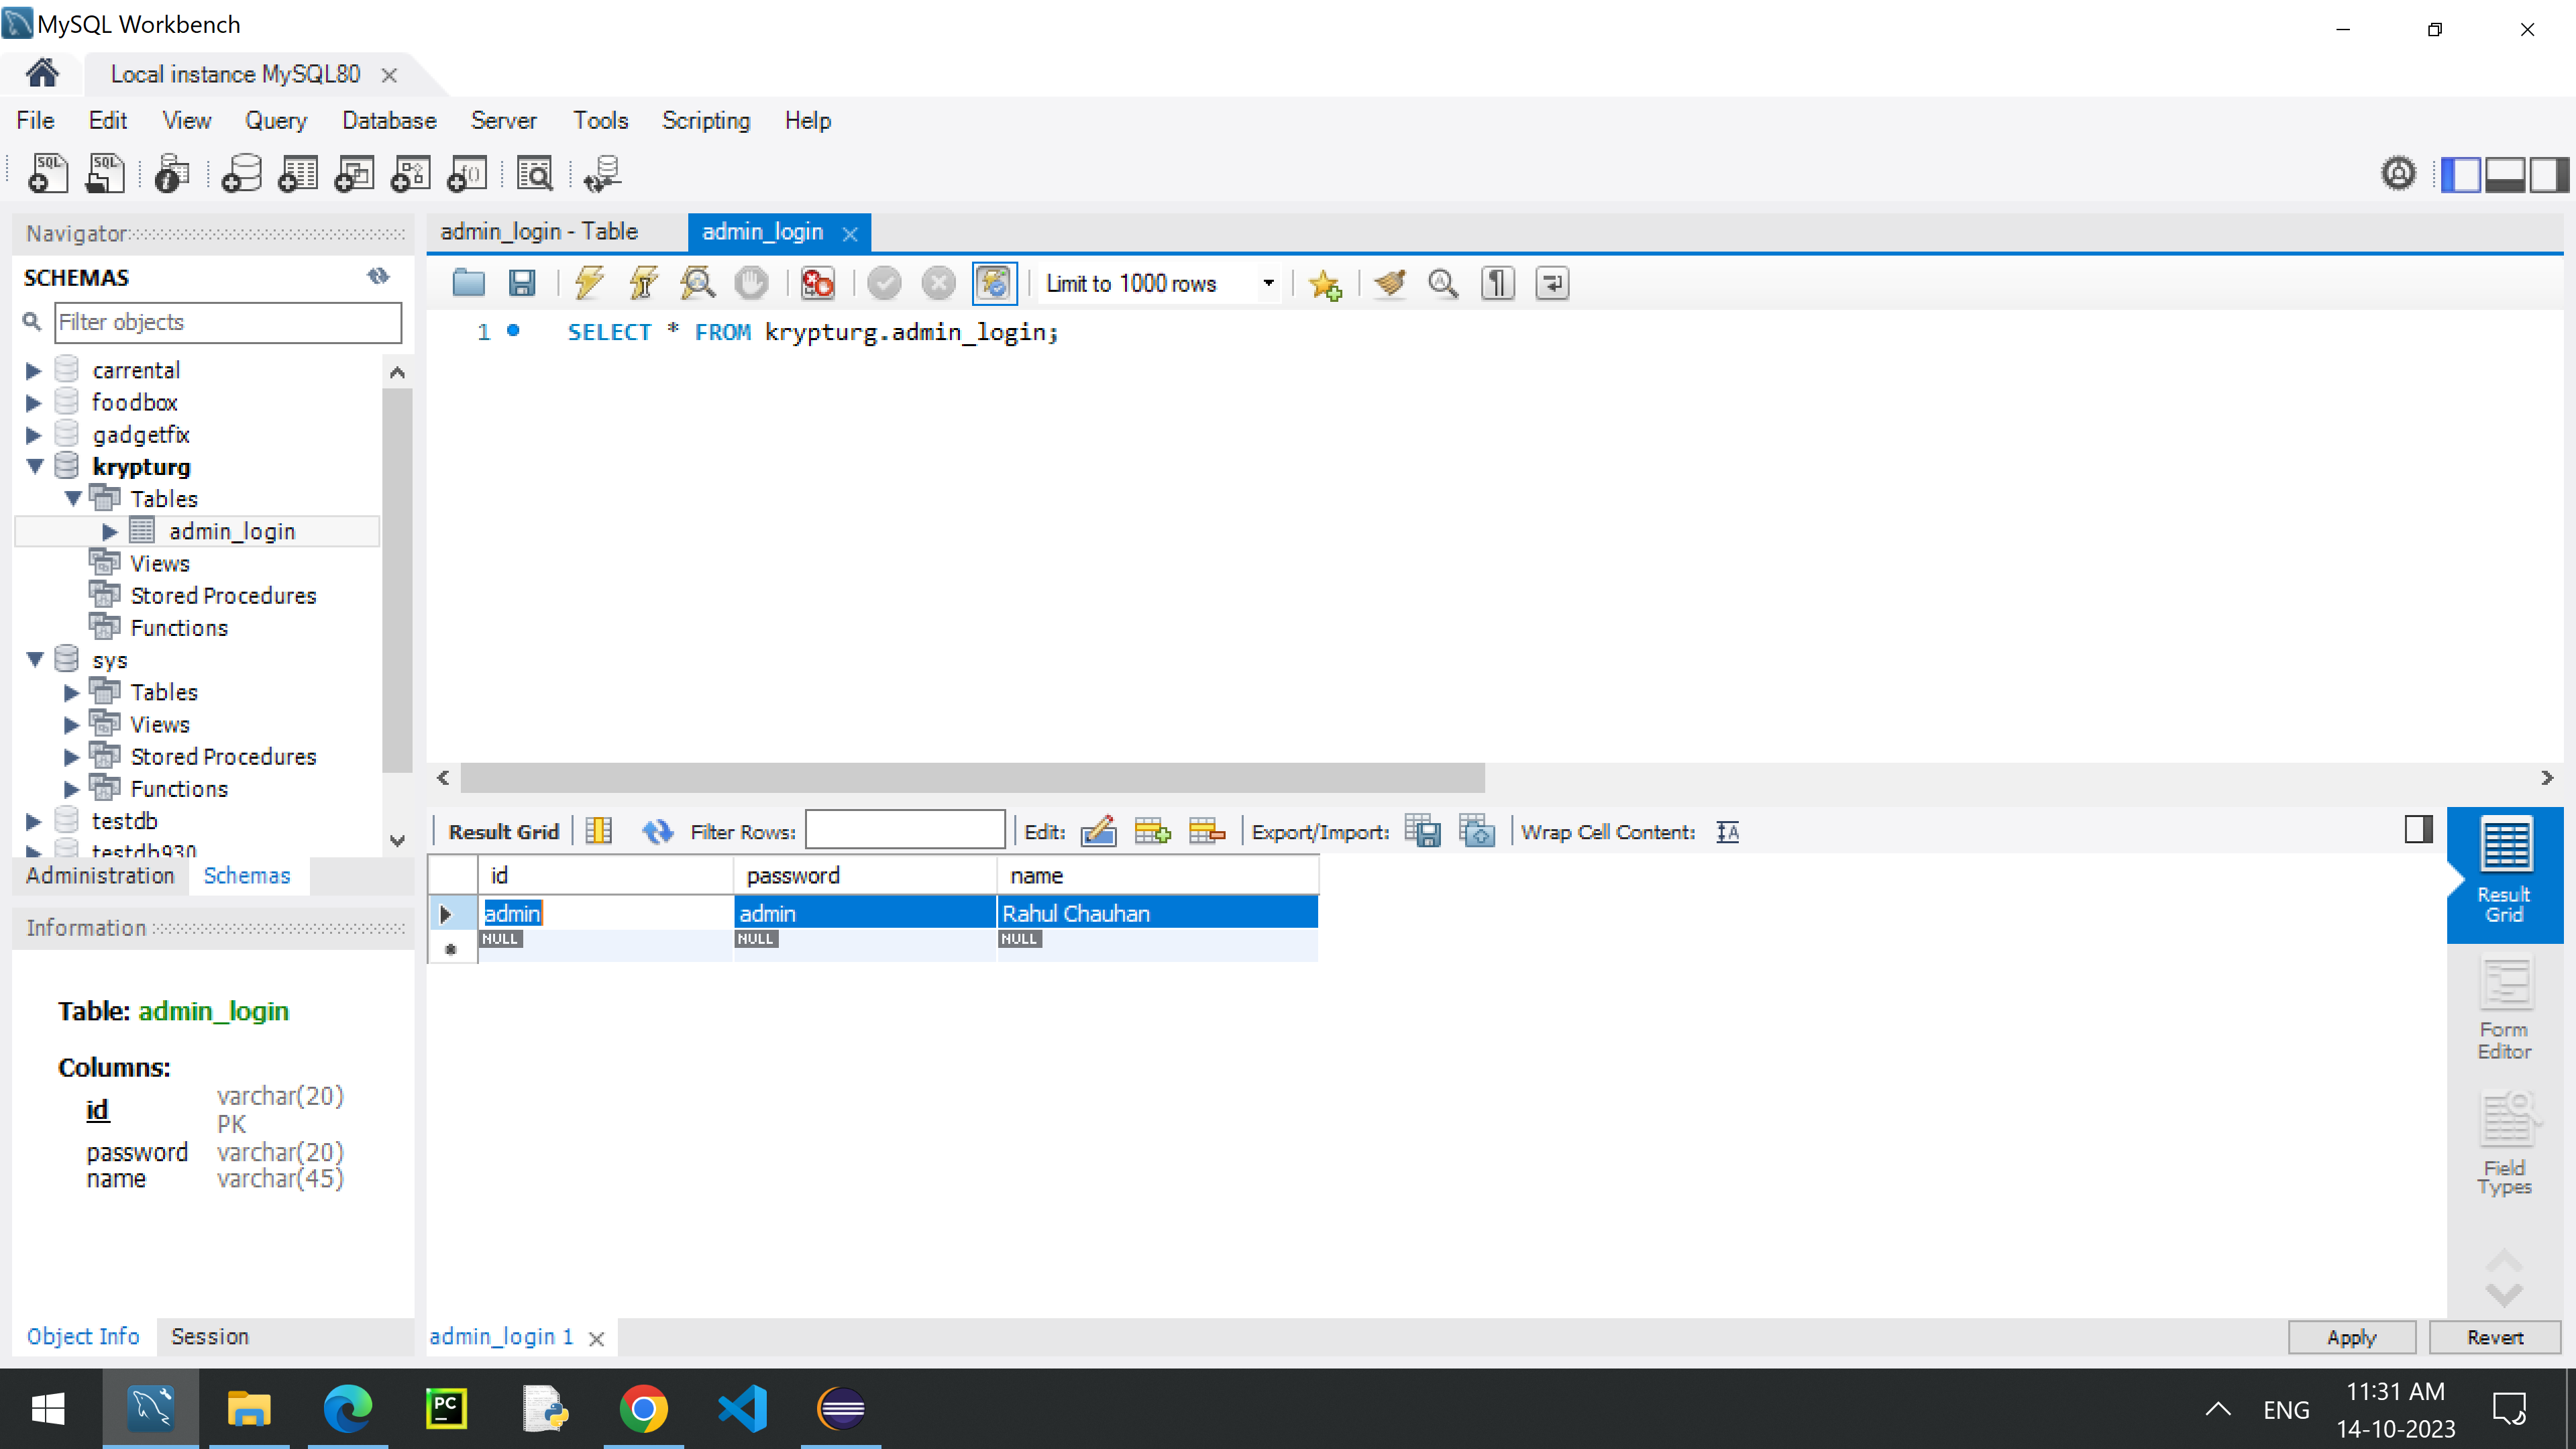 MySQL Workbench
Local instance MySQL80
File Edit View Query Database Server Tools Scripting Help
SQL SQL
Navigator
SCHEMAS
Filter objects
carrental
foodbox
gadgetfix
krypturg
Tables
admin_login
Views
Stored Procedures
Functions
sys
Tables
Views
Stored Procedures
Functions
testdb
testdb930
Administration Schemas
Information
Table: admin_login
Columns:
id varchar(20) PK
password varchar(20)
name varchar(45)
Object Info Session
admin_login - Table admin_login
Limit to 1000 rows
1 SELECT * FROM krypturg.admin_login;
Result Grid Filter Rows: Edit: Export/Import: Wrap Cell Content:
id password name
admin admin Rahul Chauhan
NULL NULL NULL
Result Grid
Form Editor
Field Types
admin_login 1
Apply Revert
PC
ENG
11:31 AM
14-10-2023